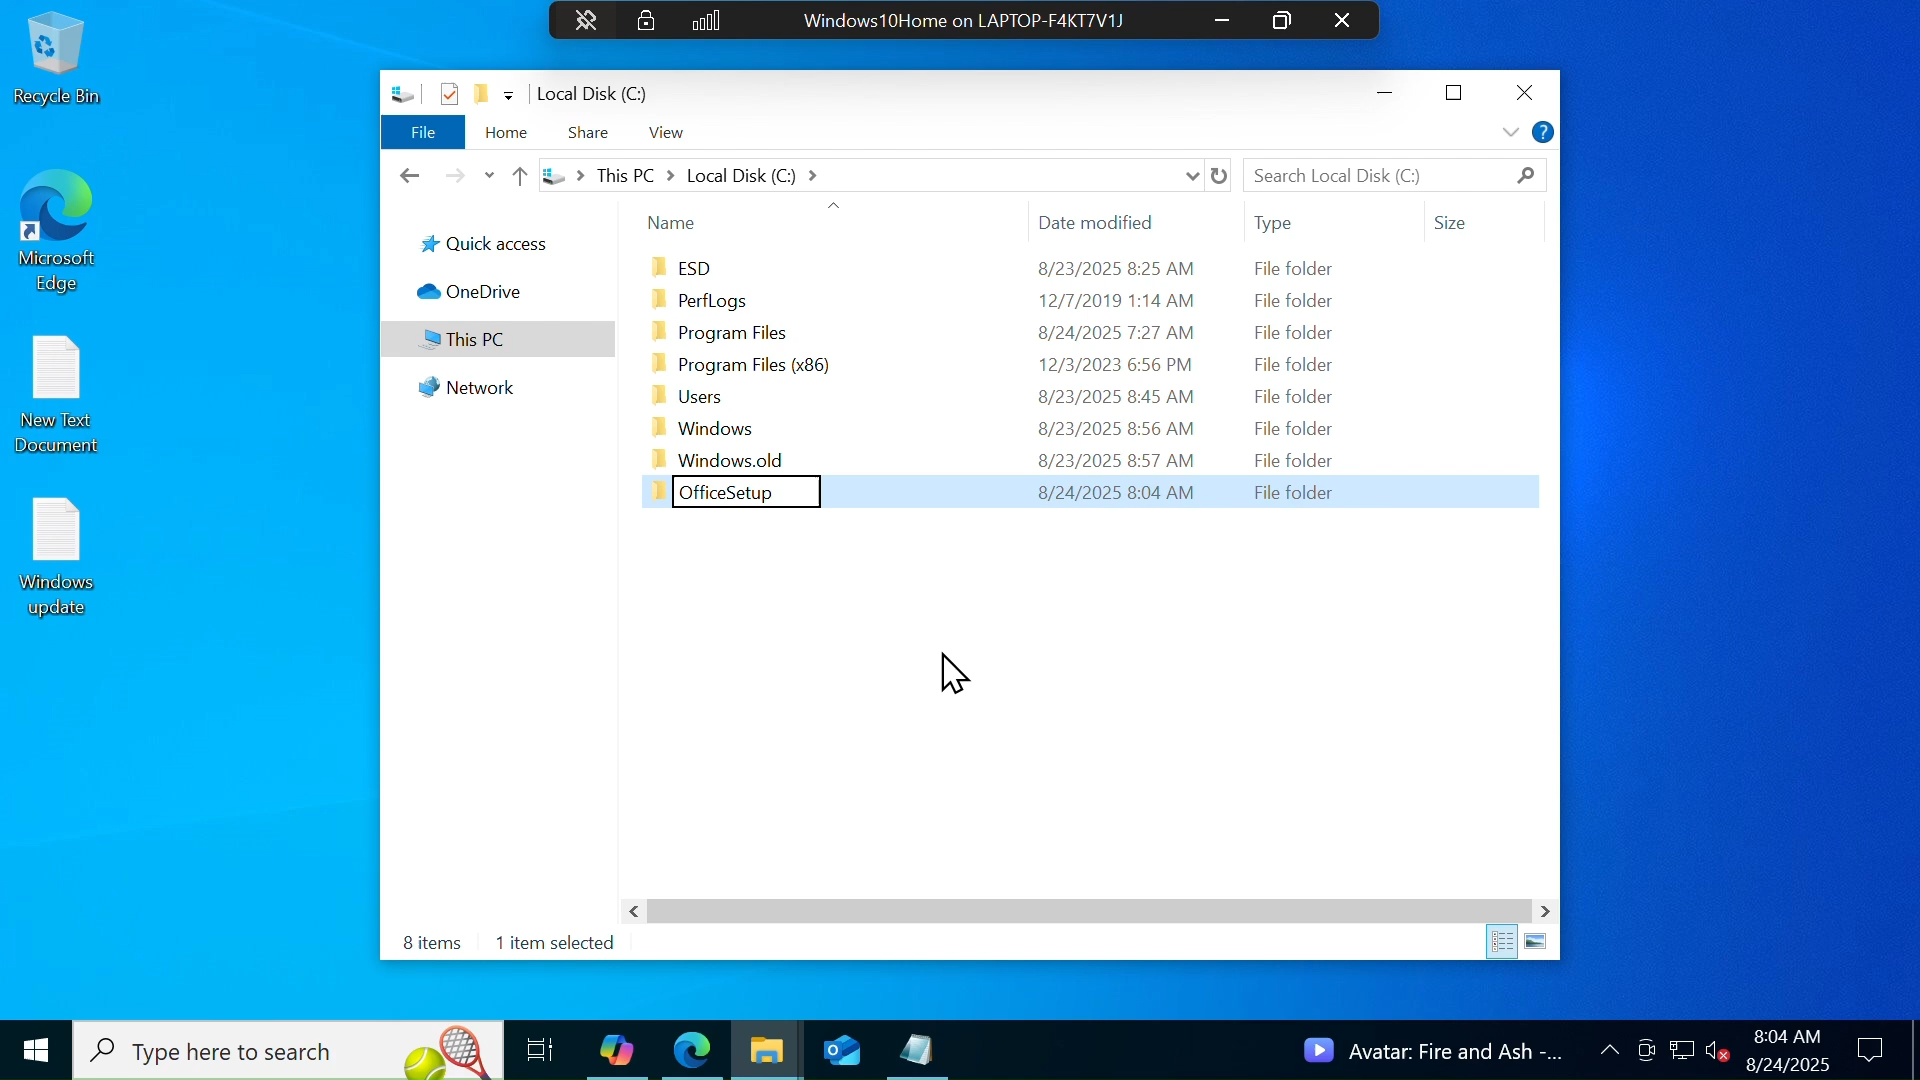 Windows10Home on LAPTOP-F4KT7V1J
Recycle Bin
Microsoft
Edge
New Text
Document
Windows
update
Local Disk (C:)
File Home Share View
This PC Local Disk (C:)
Search Local Disk (C:)
Quick access
OneDrive
This PC
Network
Name Date modified Type Size
ESD 8/23/2025 8:25 AM File folder
PerfLogs 12/7/2019 1:14 AM File folder
Program Files 8/24/2025 7:27 AM File folder
Program Files (x86) 12/3/2023 6:56 PM File folder
Users 8/23/2025 8:45 AM File folder
Windows 8/23/2025 8:56 AM File folder
Windows.old 8/23/2025 8:57 AM File folder
OfficeSetup 8/24/2025 8:04 AM File folder
8 items 1 item selected
Type here to search
Avatar: Fire and Ash -...
8:04 AM
8/24/2025